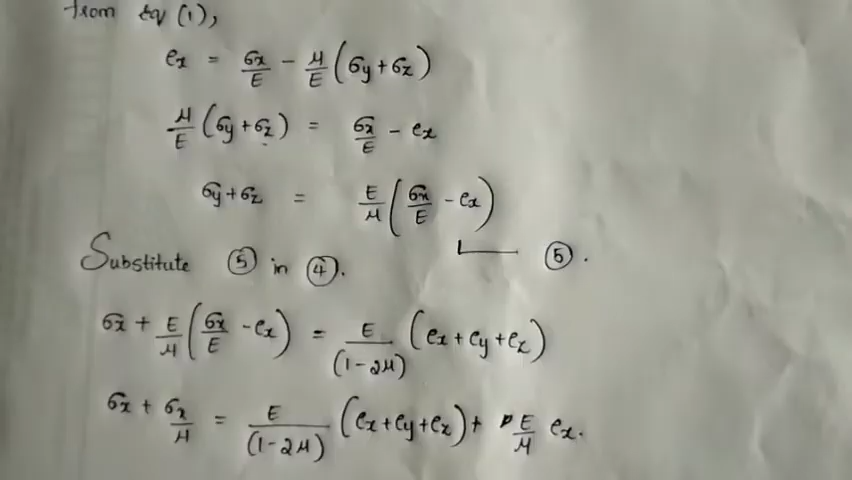 from Eq (1),
ex = σx/E − μ/E (σy + σz)
μ/E (σy + σz) = σx/E − ex
σy + σz = E/μ (σx/E − ex)
Substitute ⑤ in ④. ⑤.
σx + E/μ (σx/E − ex) = E/(1−2μ) (ex + ey + ez)
σx + σx/μ = E/(1−2μ) (ex + ey + ez) + E/μ ex.